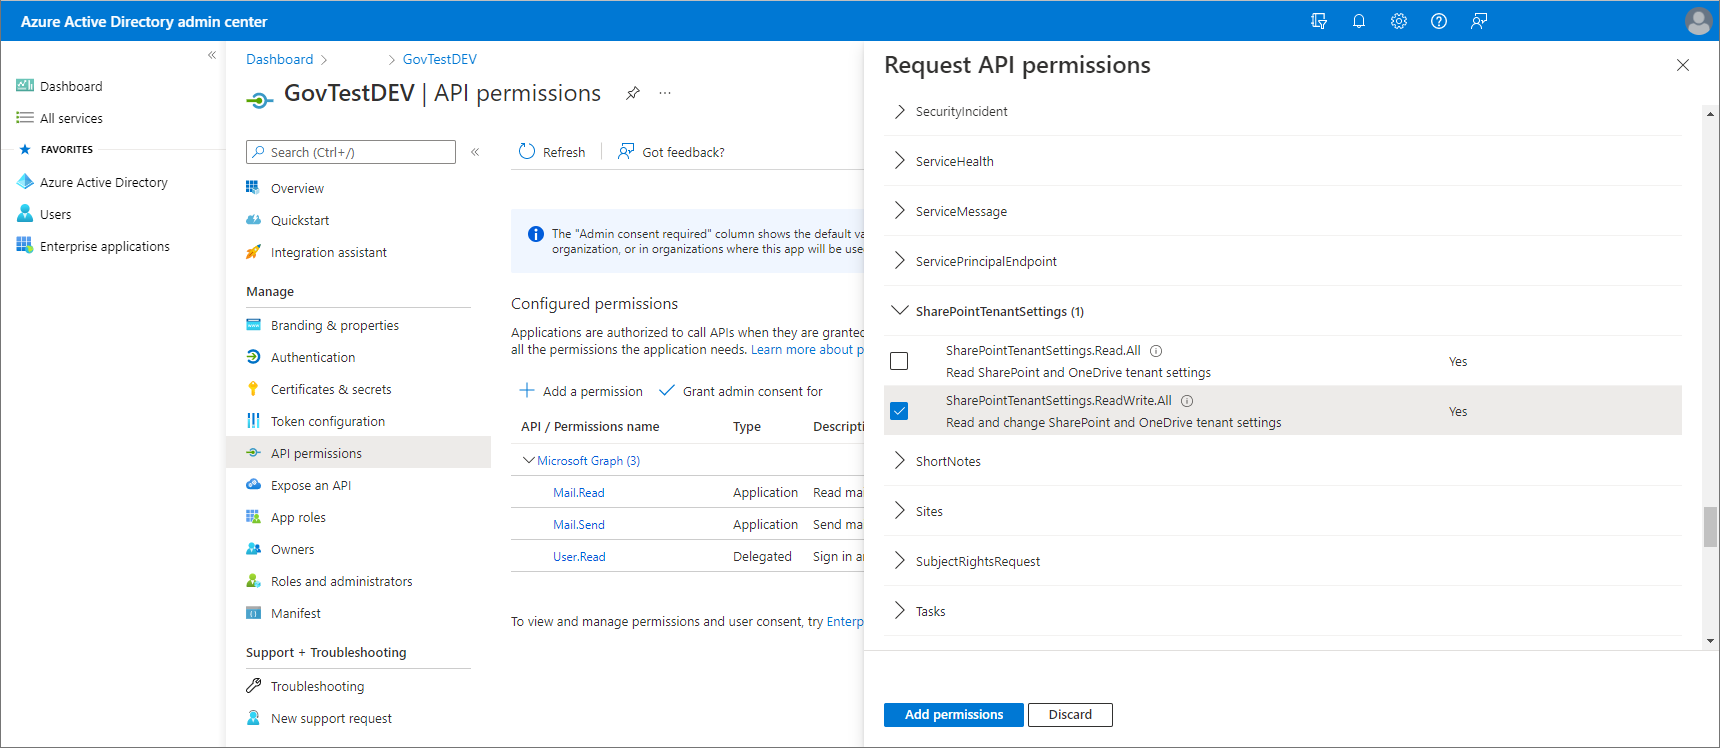 Azure Active Directory admin center
Dashboard
All services
FAVORITES
Azure Active Directory
Users
Enterprise applications
Dashboard
GovTestDEV
GovTestDEV | API permissions
Search (Ctrl+/)
Overview
Quickstart
Integration assistant
Manage
Branding & properties
Authentication
Certificates & secrets
Token configuration
API permissions
Expose an API
App roles
Owners
Roles and administrators
Manifest
Support + Troubleshooting
Troubleshooting
New support request
Refresh
Got feedback?
The "Admin consent required" column shows the default va
organization, or in organizations where this app will be use
Configured permissions
Applications are authorized to call APIs when they are granted
all the permissions the application needs. Learn more about p
Add a permission
Grant admin consent for
API / Permissions name Type Descripti
Microsoft Graph (3)
Mail.Read Application Read ma
Mail.Send Application Send ma
User.Read Delegated Sign in a
To view and manage permissions and user consent, try Enterp
Request API permissions
SecurityIncident
ServiceHealth
ServiceMessage
ServicePrincipalEndpoint
SharePointTenantSettings (1)
SharePointTenantSettings.Read.All
Read SharePoint and OneDrive tenant settings
Yes
SharePointTenantSettings.ReadWrite.All
Read and change SharePoint and OneDrive tenant settings
Yes
ShortNotes
Sites
SubjectRightsRequest
Tasks
Add permissions
Discard